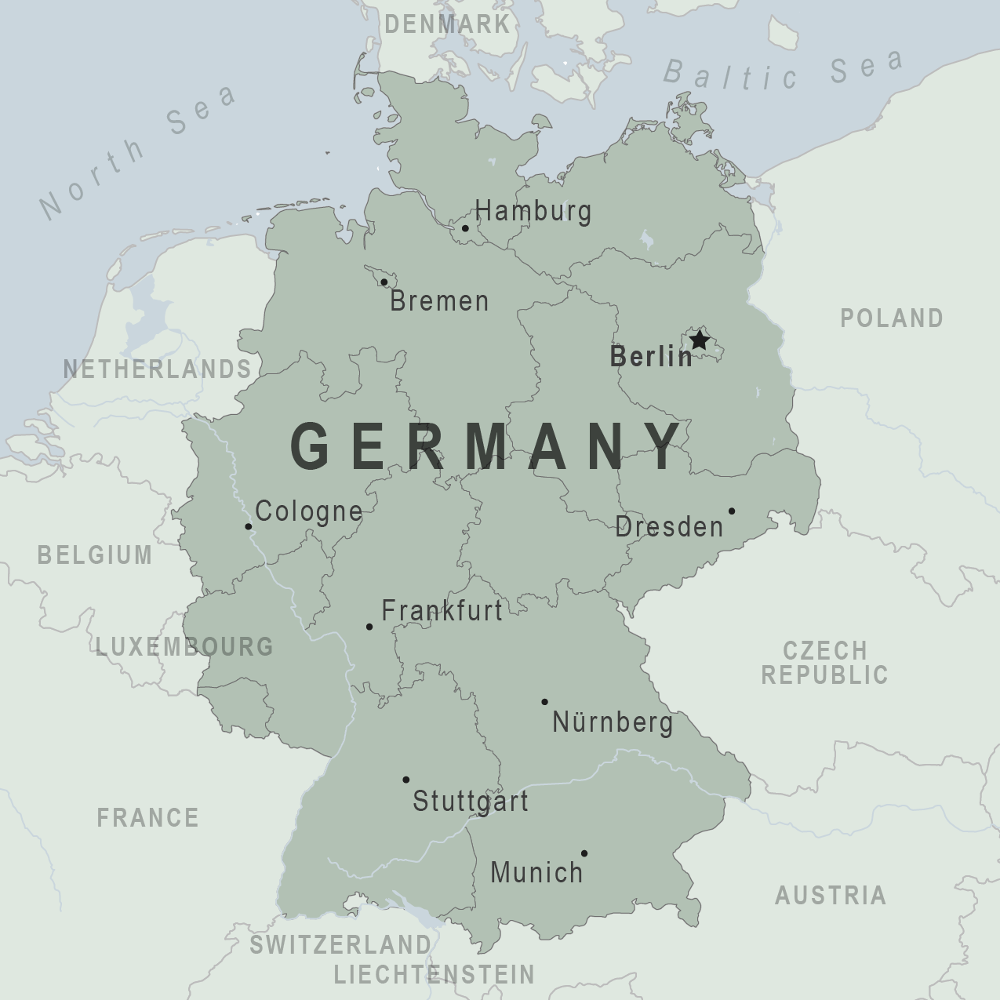 DENMARK
Baltic Sea
North Sea
Hamburg
Bremen
POLAND
Berlin
NETHERLANDS
GERMANY
Cologne
Dresden
BELGIUM
Frankfurt
LUXEMBOURG
CZECH
REPUBLIC
Nürnberg
Stuttgart
FRANCE
Munich
AUSTRIA
SWITZERLAND
LIECHTENSTEIN